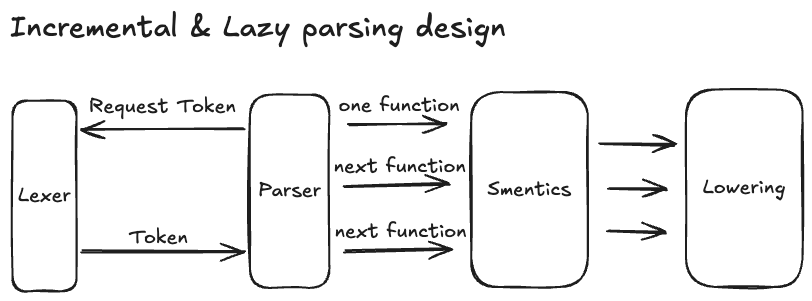 Incremental & Lazy parsing design
Request Token
one function
next function
Lexer
Parser
Smentics
Lowering
Token
next function